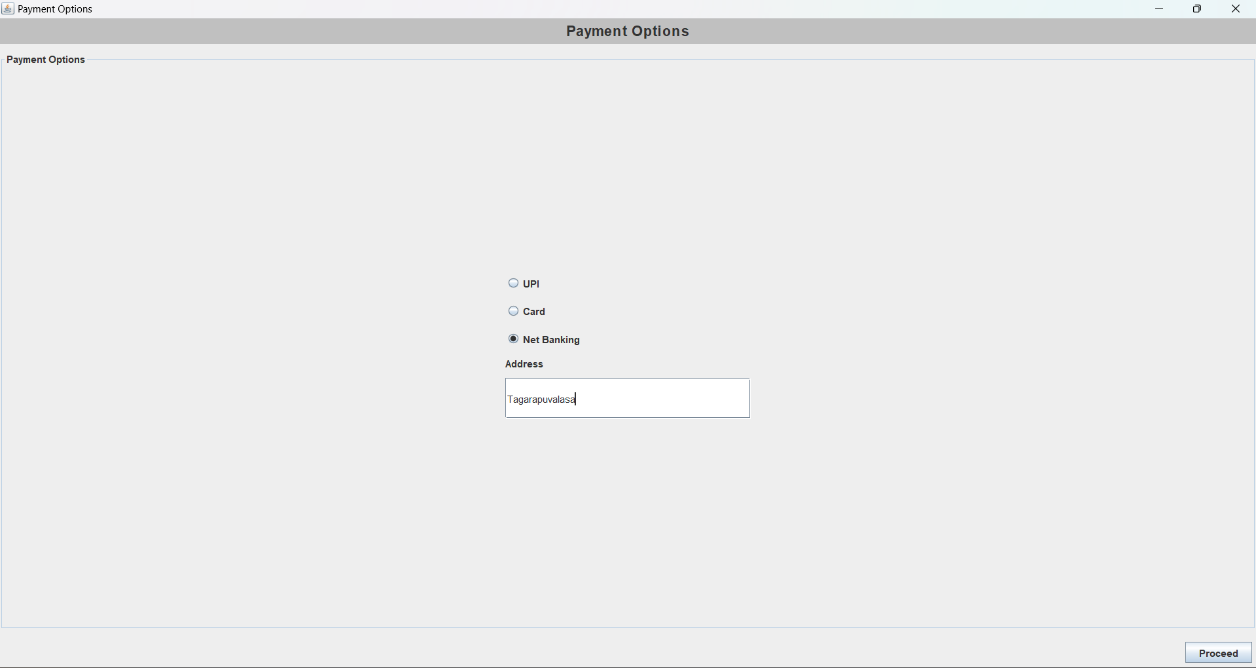 Payment Options
Payment Options
Payment Options
UPI
Card
Net Banking
Address
Tagarapuvalasa
Proceed